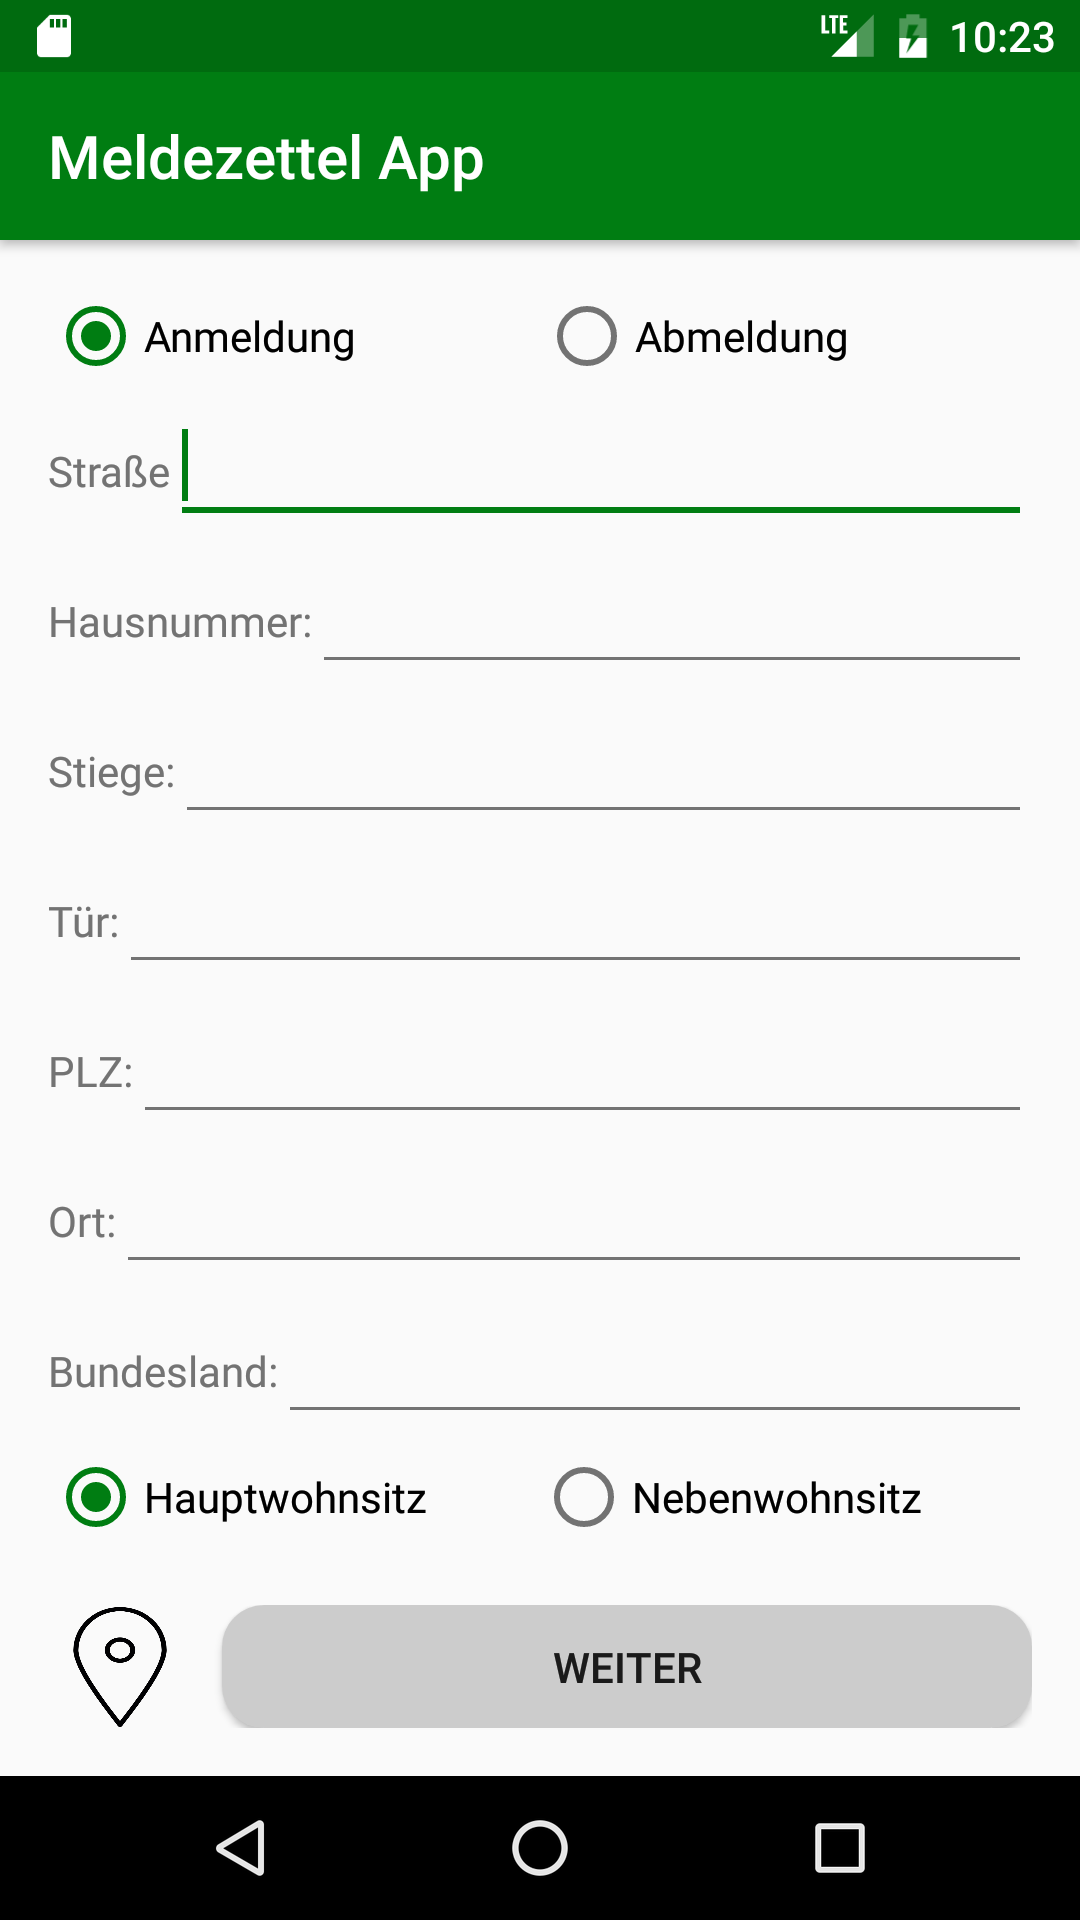 LTE 10:23
Meldezettel App
Anmeldung Abmeldung
Straße
Hausnummer:
Stiege:
Tür:
PLZ:
Ort:
Bundesland:
Hauptwohnsitz Nebenwohnsitz
WEITER